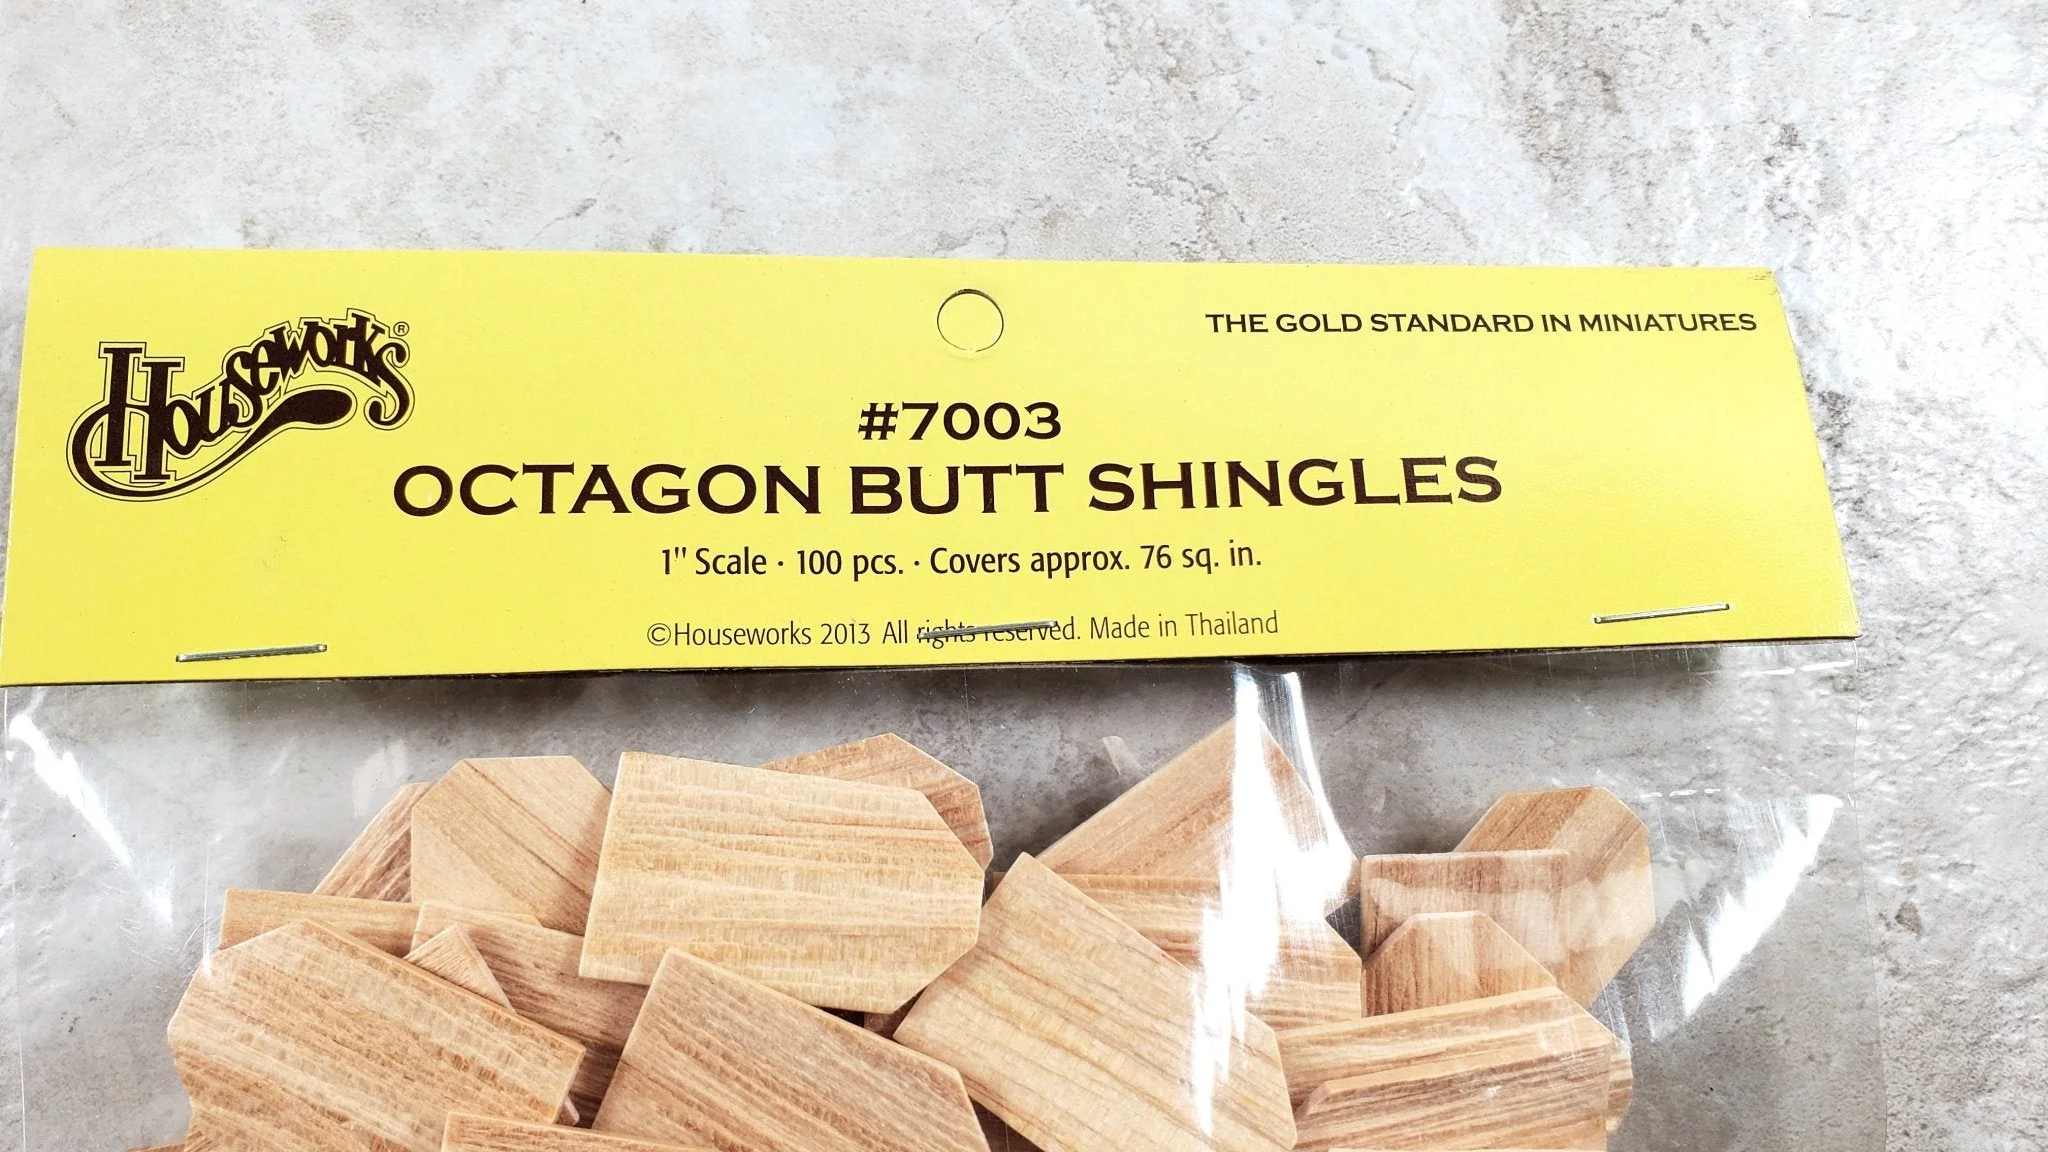 Houseworks®
THE GOLD STANDARD IN MINIATURES
#7003
OCTAGON BUTT SHINGLES
1" Scale · 100 pcs. · Covers approx. 76 sq. in.
©Houseworks 2013 All rights reserved. Made in Thailand